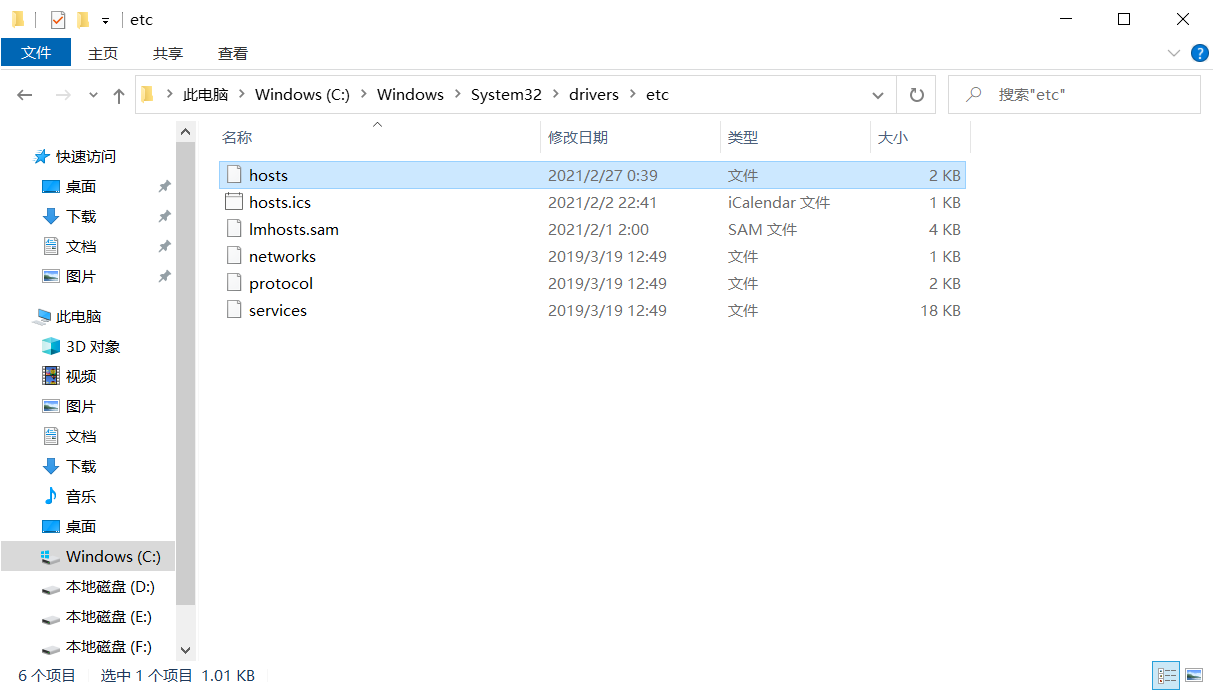 etc
文件 主页 共享 查看 ?
此电脑 Windows (C:) Windows System32 drivers etc 搜索"etc"
快速访问
桌面
下载
文档
图片
此电脑
3D 对象
视频
图片
文档
下载
音乐
桌面
Windows (C:)
本地磁盘 (D:)
本地磁盘 (E:)
本地磁盘 (F:)
名称 修改日期 类型 大小
hosts 2021/2/27 0:39 文件 2 KB
hosts.ics 2021/2/2 22:41 iCalendar 文件 1 KB
lmhosts.sam 2021/2/1 2:00 SAM 文件 4 KB
networks 2019/3/19 12:49 文件 1 KB
protocol 2019/3/19 12:49 文件 2 KB
services 2019/3/19 12:49 文件 18 KB
6 个项目 选中 1 个项目 1.01 KB